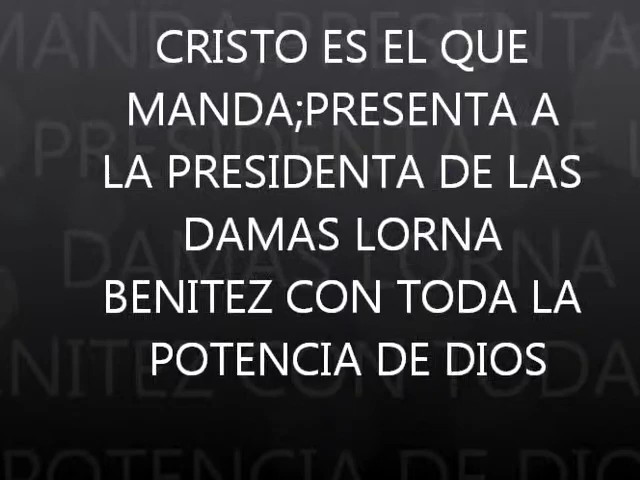 CRISTO ES EL QUE
MANDA;PRESENTA A
LA PRESIDENTA DE LAS
DAMAS LORNA
BENITEZ CON TODA LA
POTENCIA DE DIOS